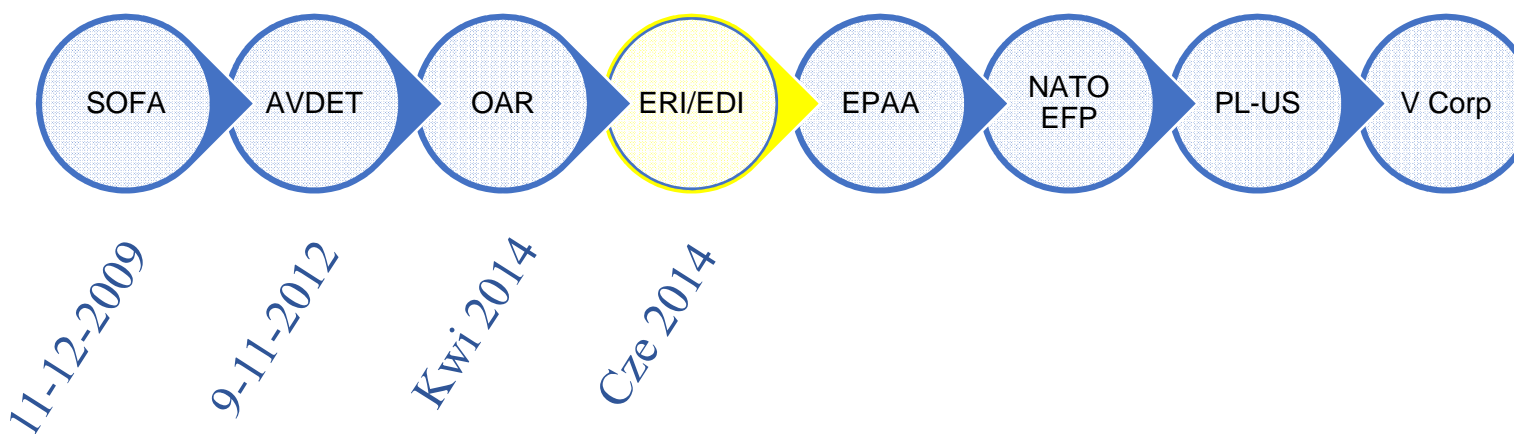 SOFA
AVDET
OAR
ERI/EDI
EPAA
NATO
EFP
PL-US
V Corp
11-12-2009
9-11-2012
Kwi 2014
Cze 2014